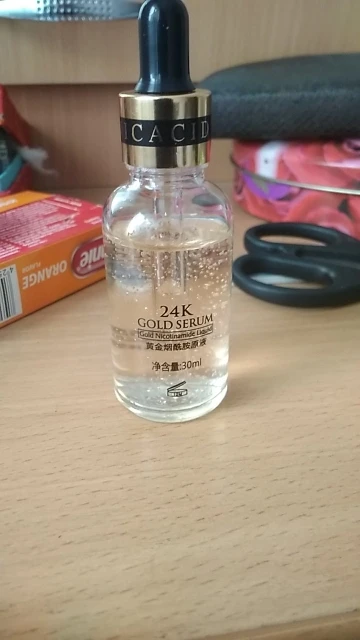 ICACID
24K
GOLD SERUM
Gold Nicotinamide Liquid
黄金烟酰胺原液
净含量:30ml
ORANGE